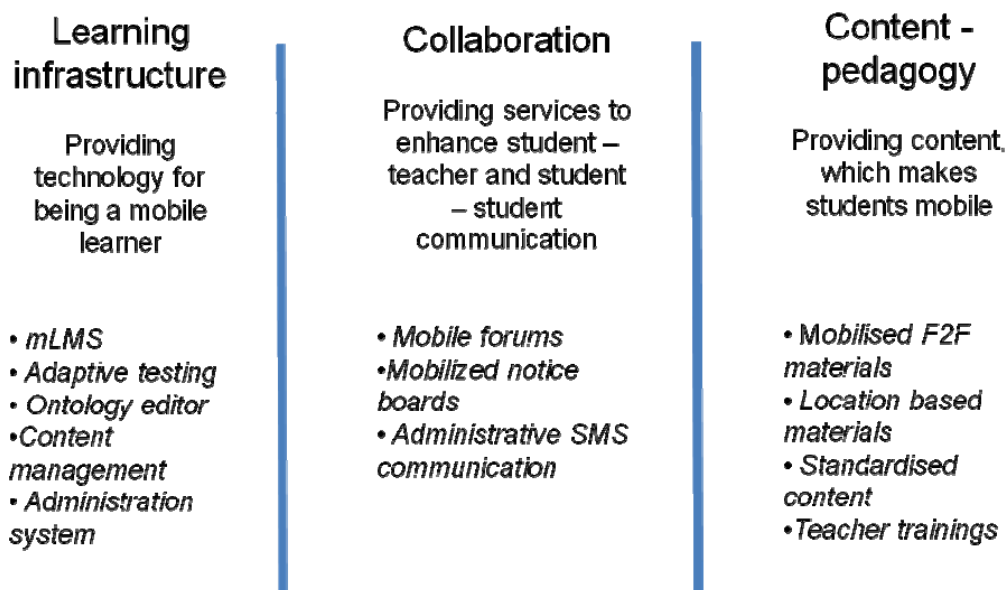 Learning
infrastructure
Providing
technology for
being a mobile
learner
• mLMS
• Adaptive testing
• Ontology editor
•Content
management
• Administration
system
Collaboration
Providing services to
enhance student –
teacher and student
– student
communication
• Mobile forums
•Mobilized notice
boards
• Administrative SMS
communication
Content -
pedagogy
Providing content,
which makes
students mobile
• Mobilised F2F
materials
• Location based
materials
• Standardised
content
•Teacher trainings